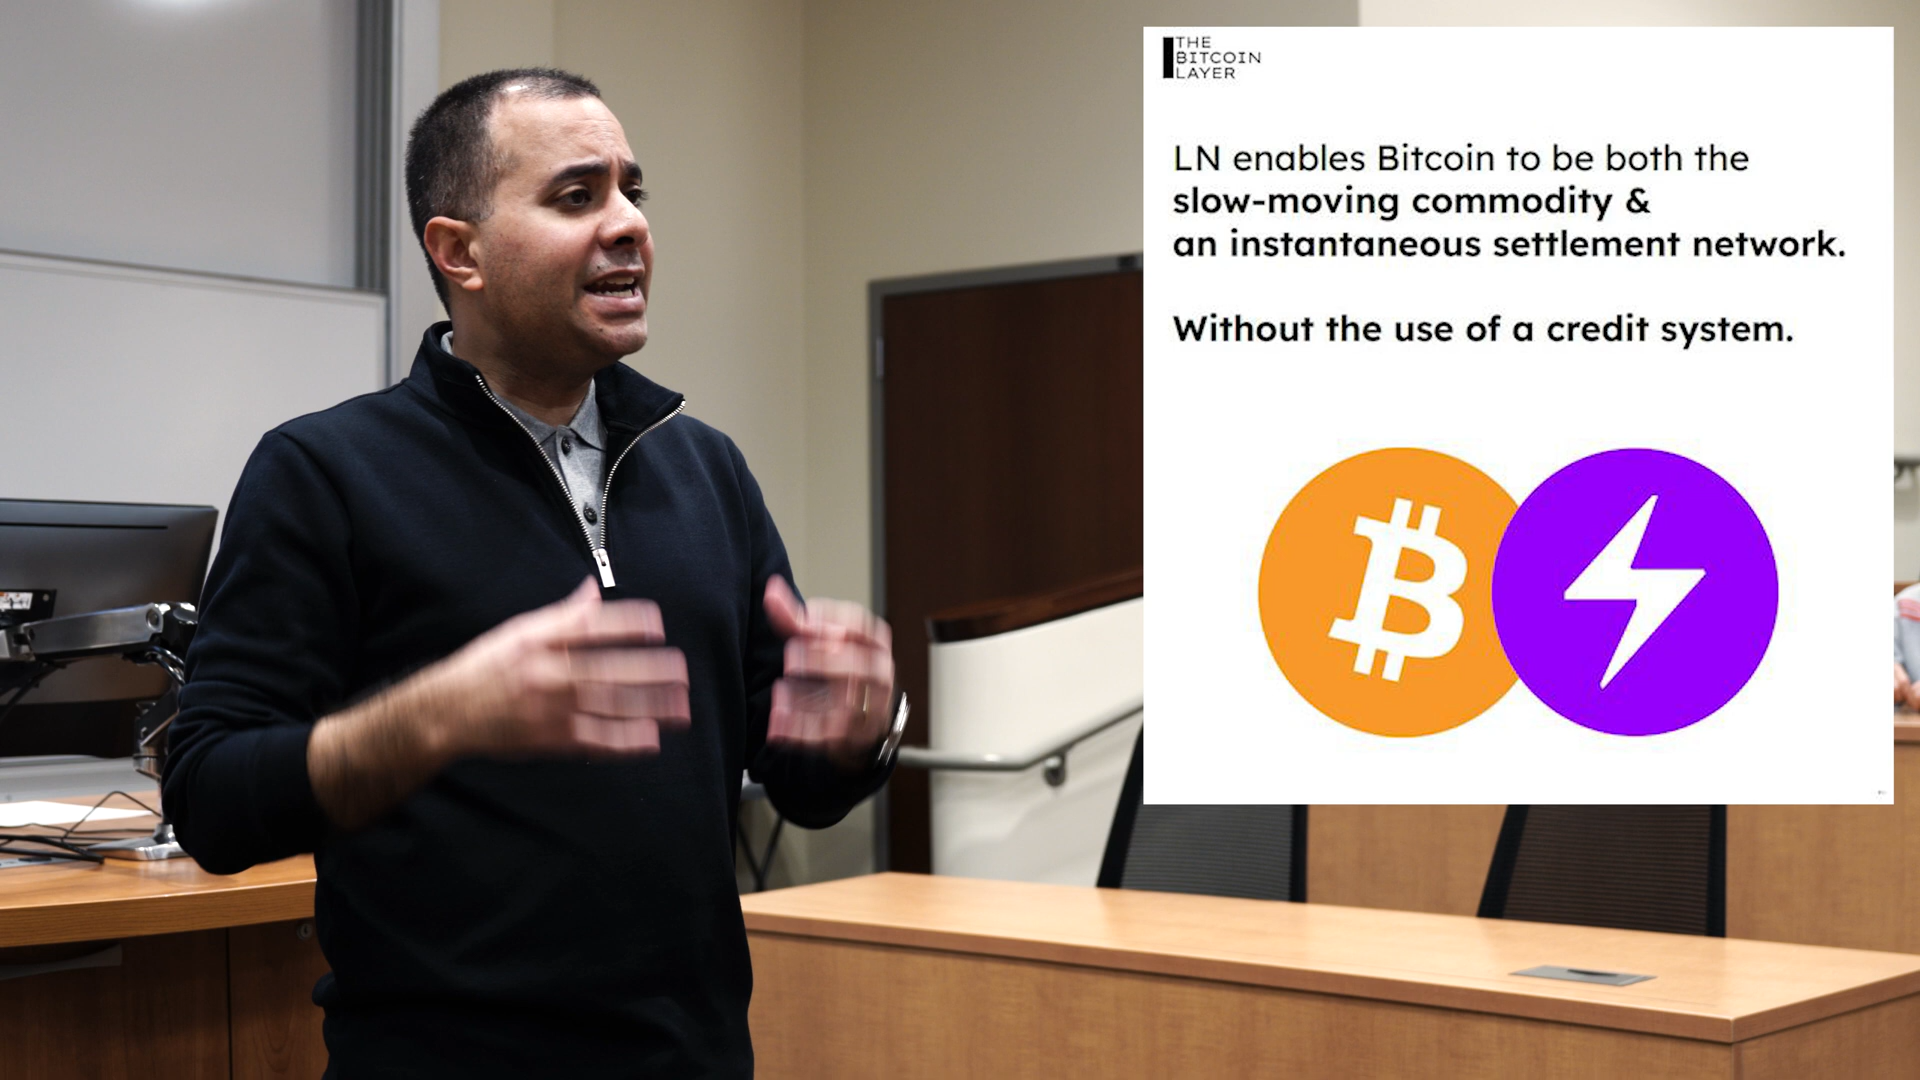 THE
BITCOIN
LAYER
LN enables Bitcoin to be both the
slow-moving commodity &
an instantaneous settlement network.
Without the use of a credit system.